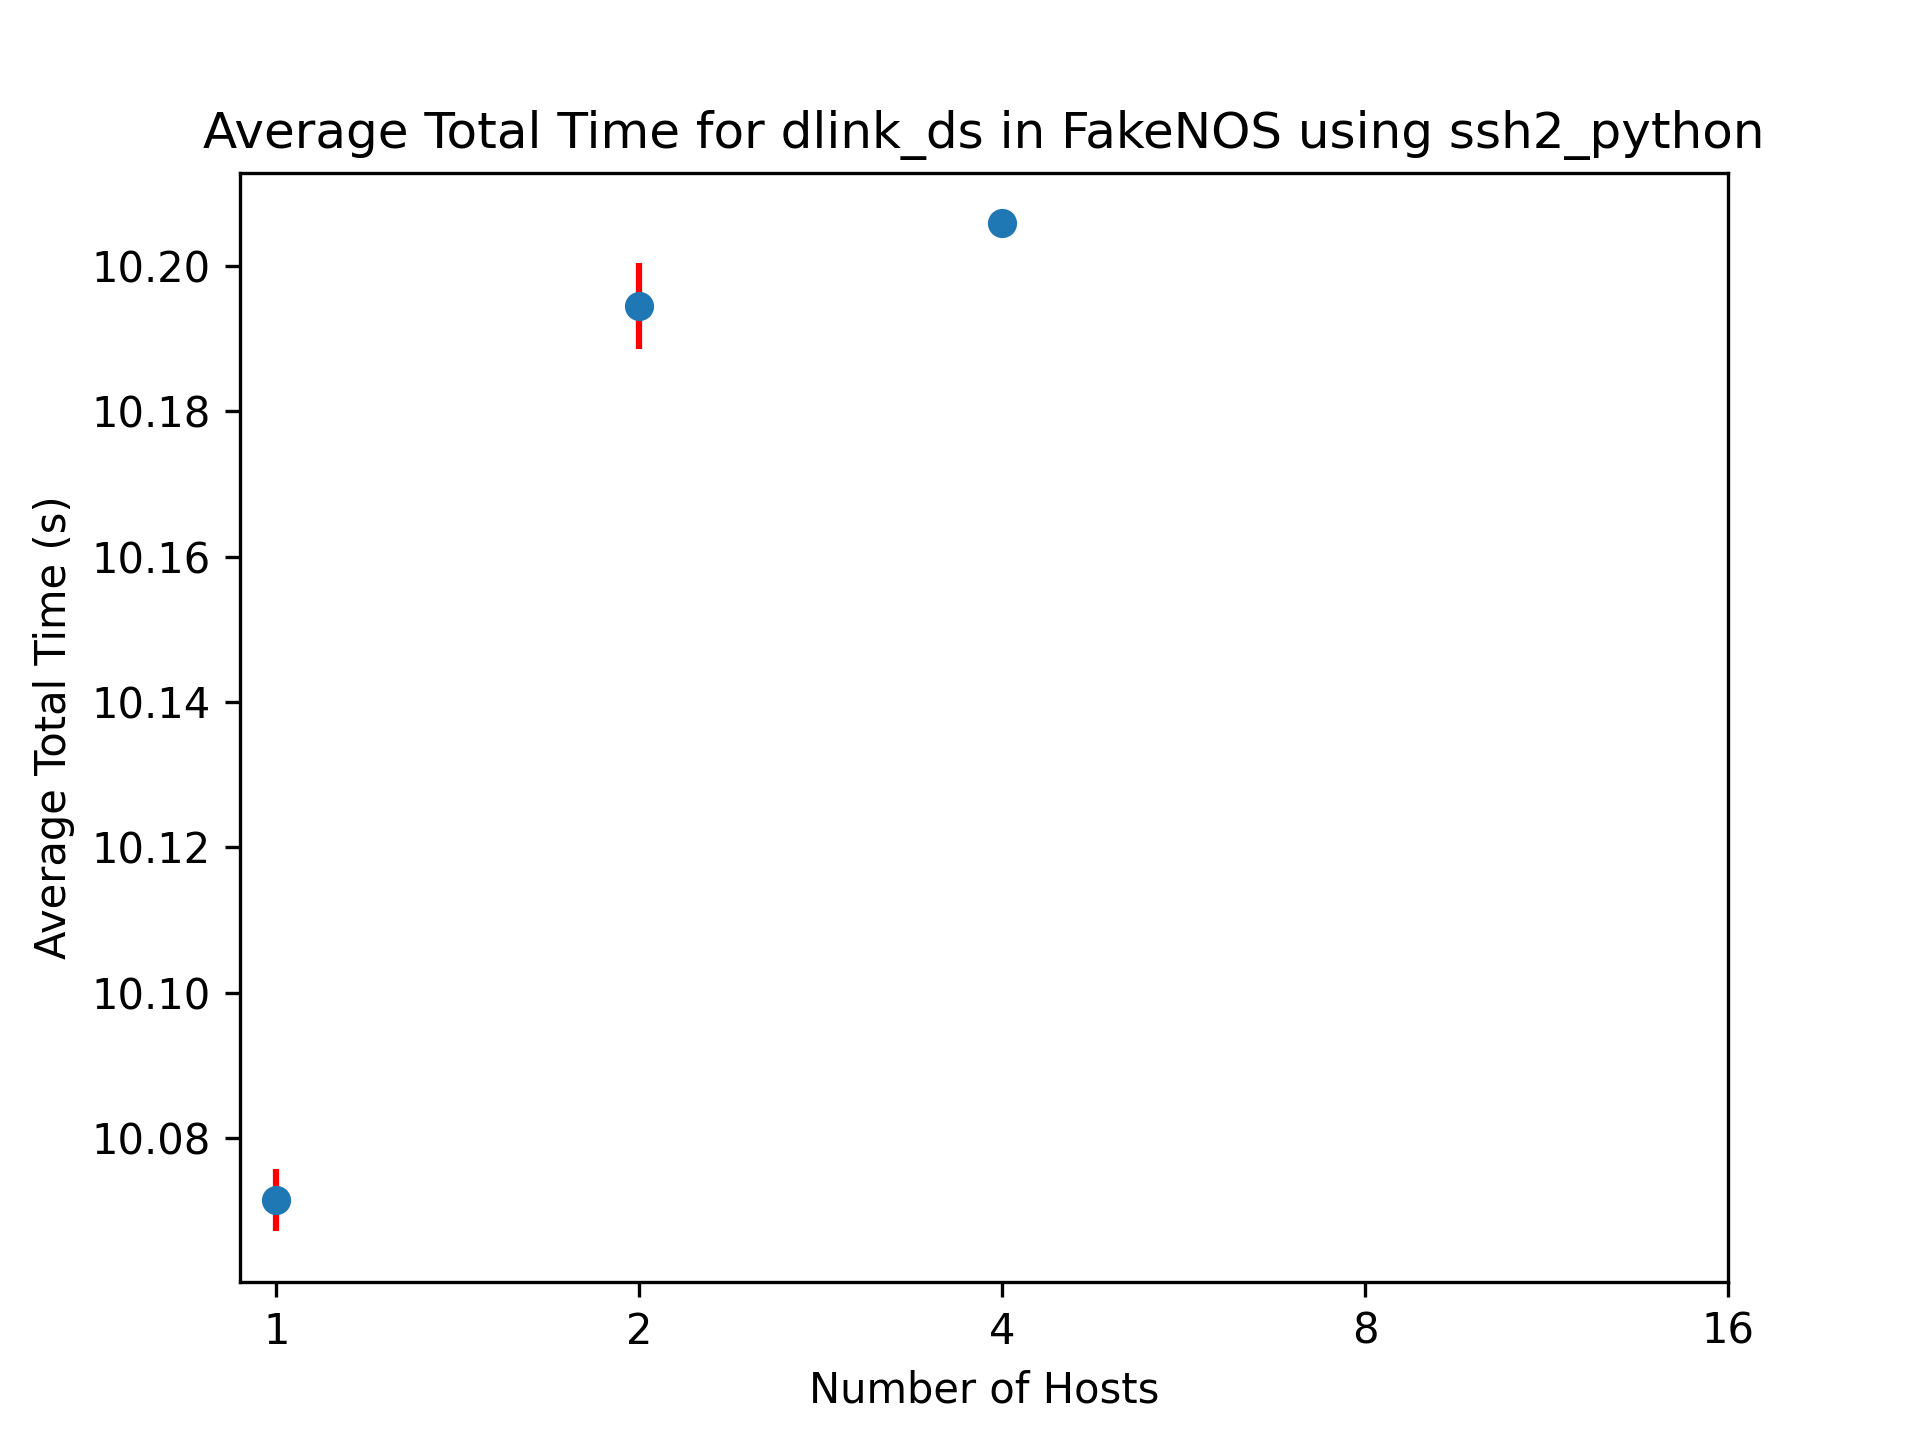 Average Total Time for dlink_ds in FakeNOS using ssh2_python
Average Total Time (s)
10.20
10.18
10.16
10.14
10.12
10.10
10.08
1 2 4 8 16
Number of Hosts